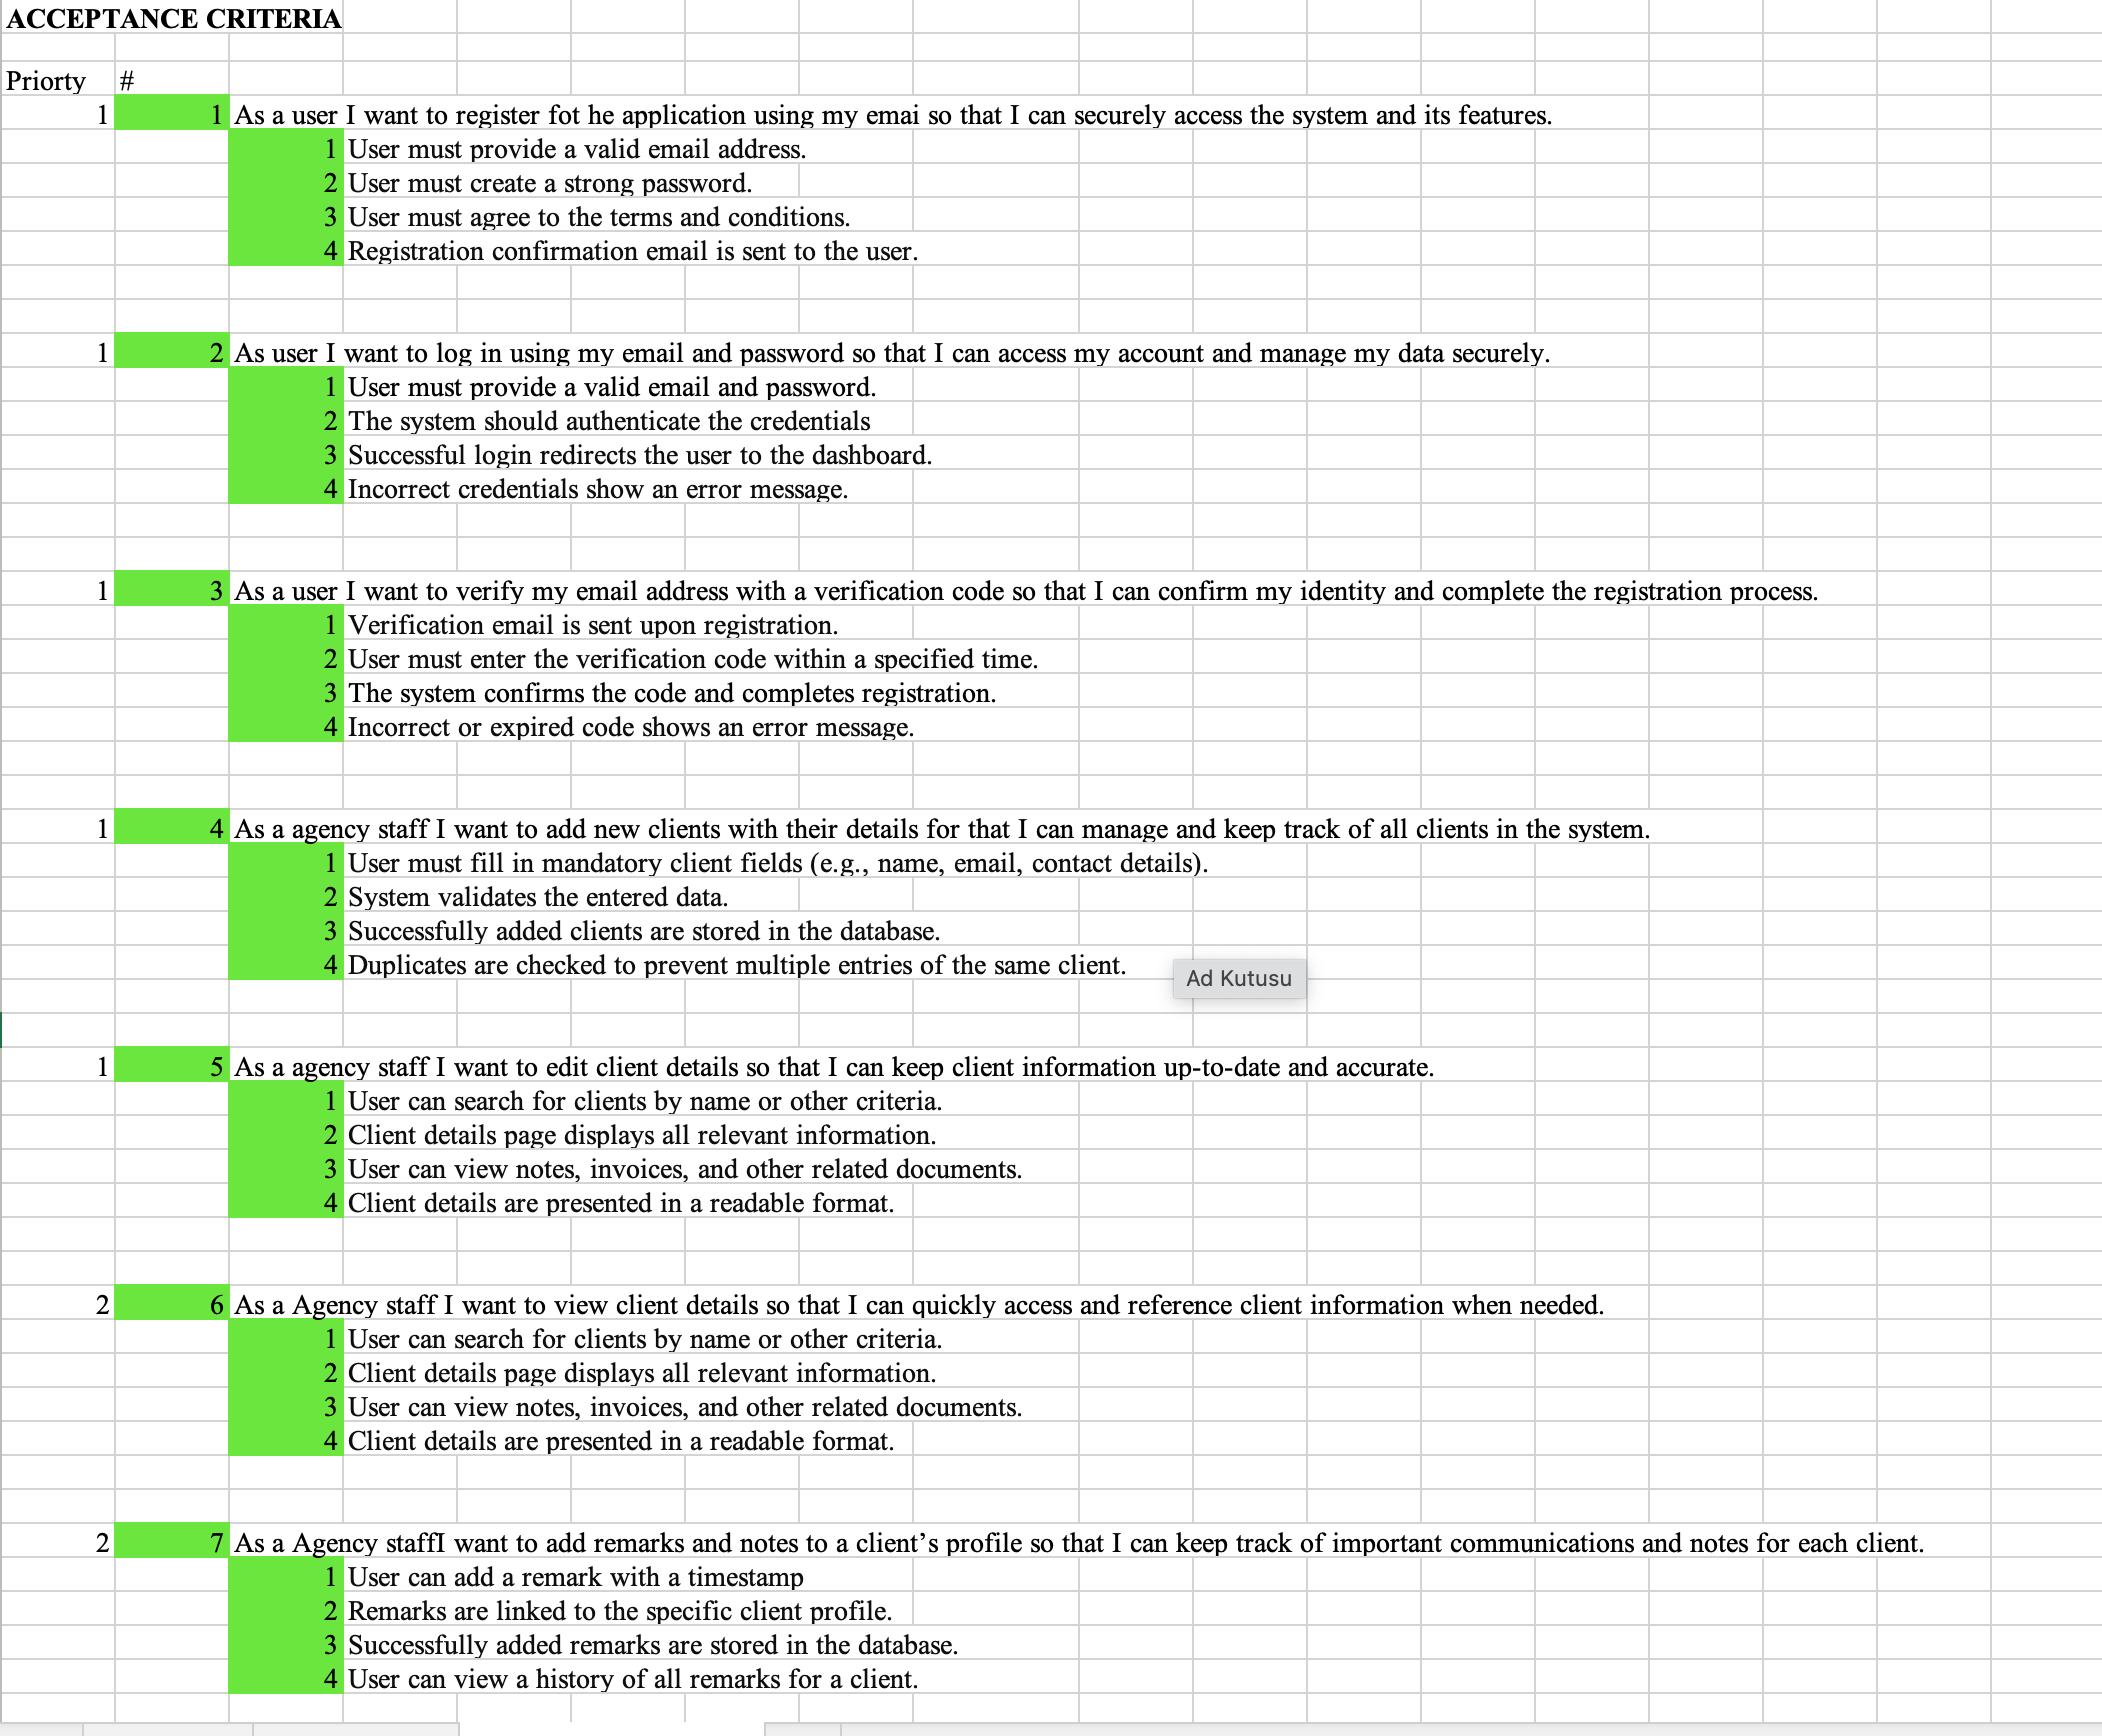 ACCEPTANCE CRITERIA
Priorty #
1 1 As a user I want to register fot he application using my emai so that I can securely access the system and its features.
1 User must provide a valid email address.
2 User must create a strong password.
3 User must agree to the terms and conditions.
4 Registration confirmation email is sent to the user.
1 2 As user I want to log in using my email and password so that I can access my account and manage my data securely.
1 User must provide a valid email and password.
2 The system should authenticate the credentials
3 Successful login redirects the user to the dashboard.
4 Incorrect credentials show an error message.
1 3 As a user I want to verify my email address with a verification code so that I can confirm my identity and complete the registration process.
1 Verification email is sent upon registration.
2 User must enter the verification code within a specified time.
3 The system confirms the code and completes registration.
4 Incorrect or expired code shows an error message.
1 4 As a agency staff I want to add new clients with their details for that I can manage and keep track of all clients in the system.
1 User must fill in mandatory client fields (e.g., name, email, contact details).
2 System validates the entered data.
3 Successfully added clients are stored in the database.
4 Duplicates are checked to prevent multiple entries of the same client.
Ad Kutusu
1 5 As a agency staff I want to edit client details so that I can keep client information up-to-date and accurate.
1 User can search for clients by name or other criteria.
2 Client details page displays all relevant information.
3 User can view notes, invoices, and other related documents.
4 Client details are presented in a readable format.
2 6 As a Agency staff I want to view client details so that I can quickly access and reference client information when needed.
1 User can search for clients by name or other criteria.
2 Client details page displays all relevant information.
3 User can view notes, invoices, and other related documents.
4 Client details are presented in a readable format.
2 7 As a Agency staffI want to add remarks and notes to a client’s profile so that I can keep track of important communications and notes for each client.
1 User can add a remark with a timestamp
2 Remarks are linked to the specific client profile.
3 Successfully added remarks are stored in the database.
4 User can view a history of all remarks for a client.